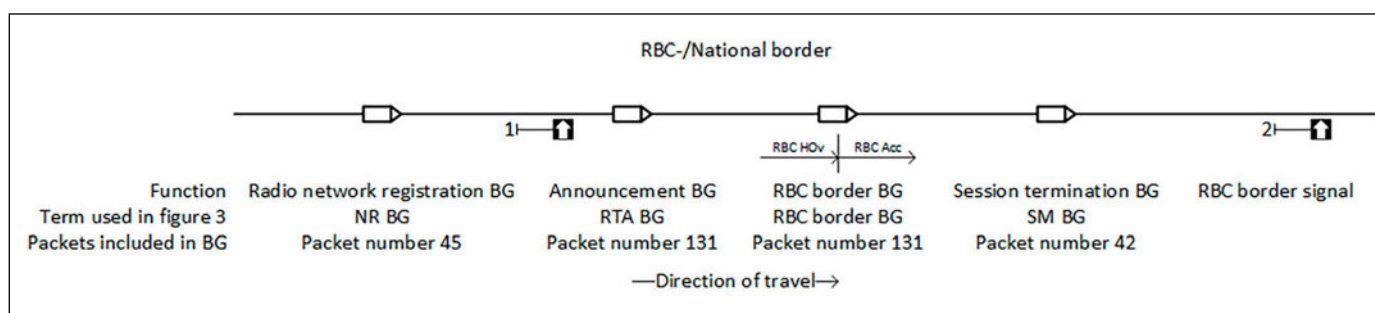 RBC-/National border
1
2
RBC HOv RBC Acc
Function Radio network registration BG Announcement BG RBC border BG Session termination BG RBC border signal
Term used in figure 3 NR BG RTA BG RBC border BG SM BG
Packets included in BG Packet number 45 Packet number 131 Packet number 131 Packet number 42
Direction of travel